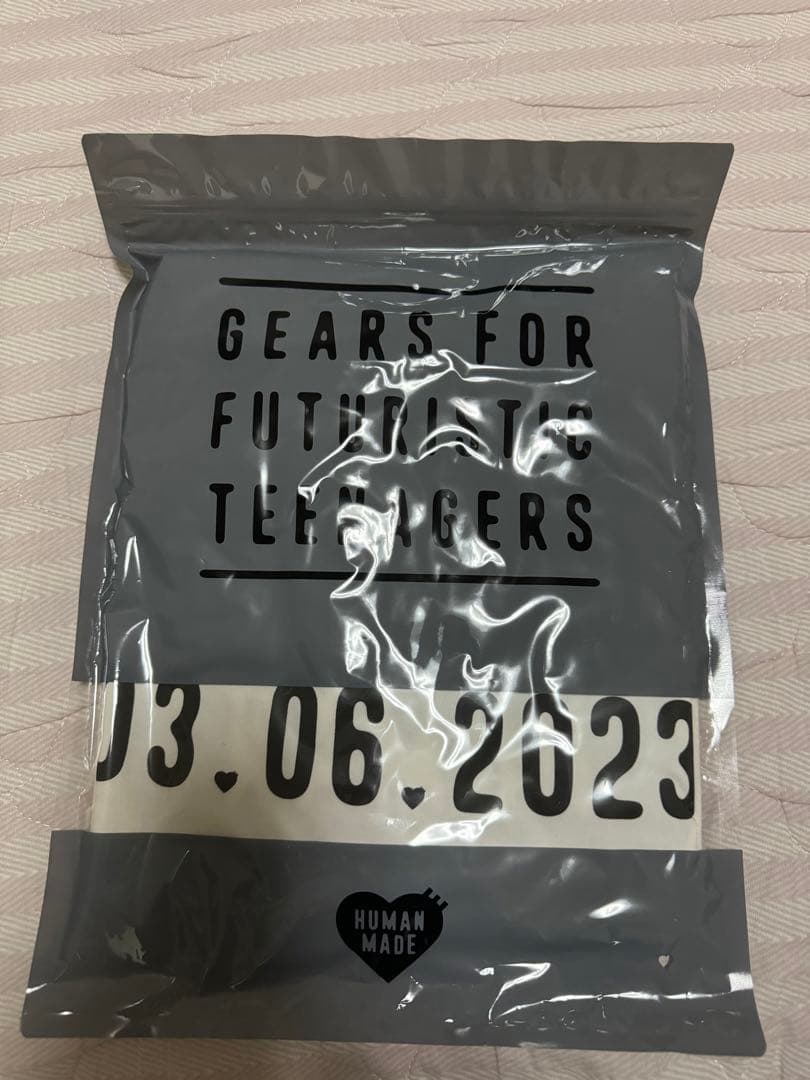 GEARS FOR
FUTURISTIC
TEENAGERS
03.06.2023
HUMAN
MADE